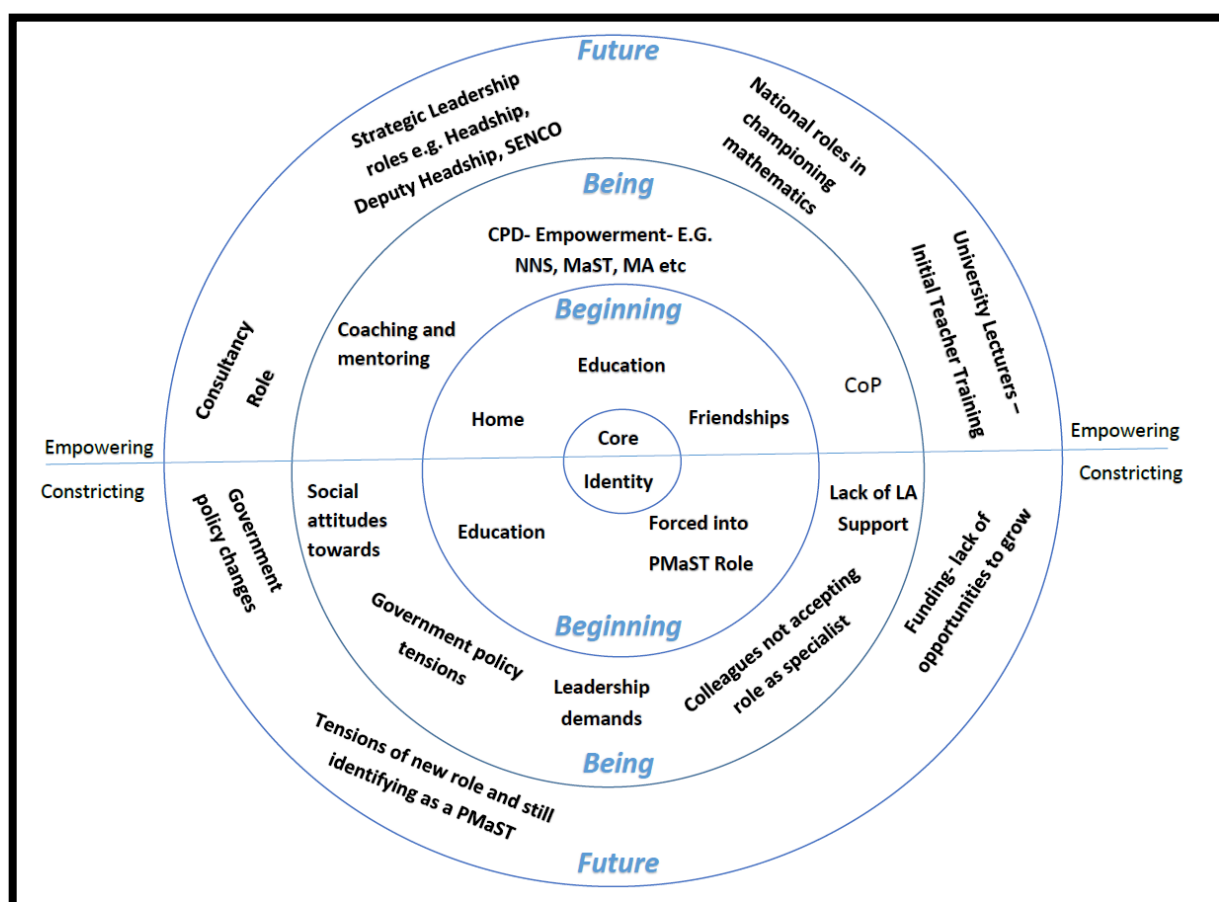 Future
Strategic Leadership
roles e.g. Headship,
Deputy Headship, SENCO
National roles in
championing
mathematics
Being
CPD- Empowerment- E.G.
NNS, MaST, MA etc
University Lecturers –
Initial Teacher Training
Beginning
Coaching and
mentoring
Education
Consultancy
Role
CoP
Home
Friendships
Core
Empowering
Empowering
Identity
Constricting
Constricting
Government
policy changes
Social
attitudes
towards
Education
Forced into
PMaST Role
Lack of LA
Support
Funding- lack of
opportunities to grow
Government policy
tensions
Beginning
Colleagues not accepting
role as specialist
Leadership
demands
Being
Tensions of new role and still
identifying as a PMaST
Future